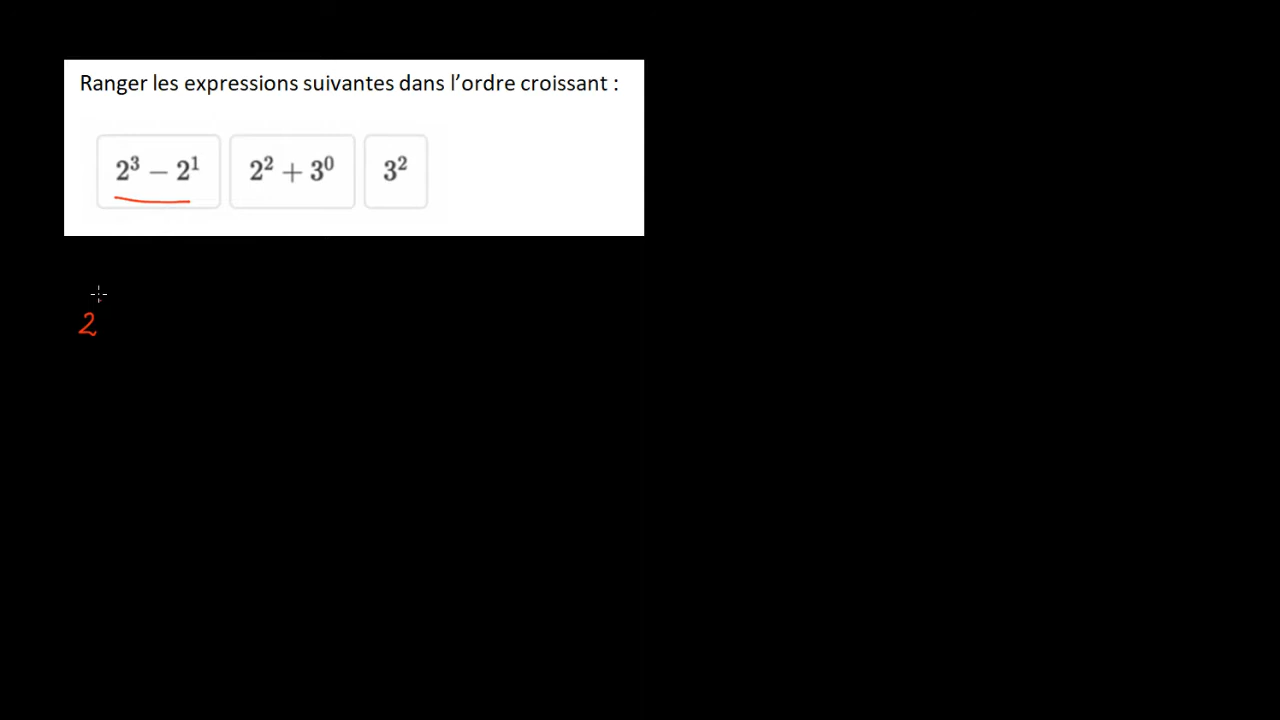 Ranger les expressions suivantes dans l’ordre croissant :
2³ − 2¹ 2² + 3⁰ 3²
2